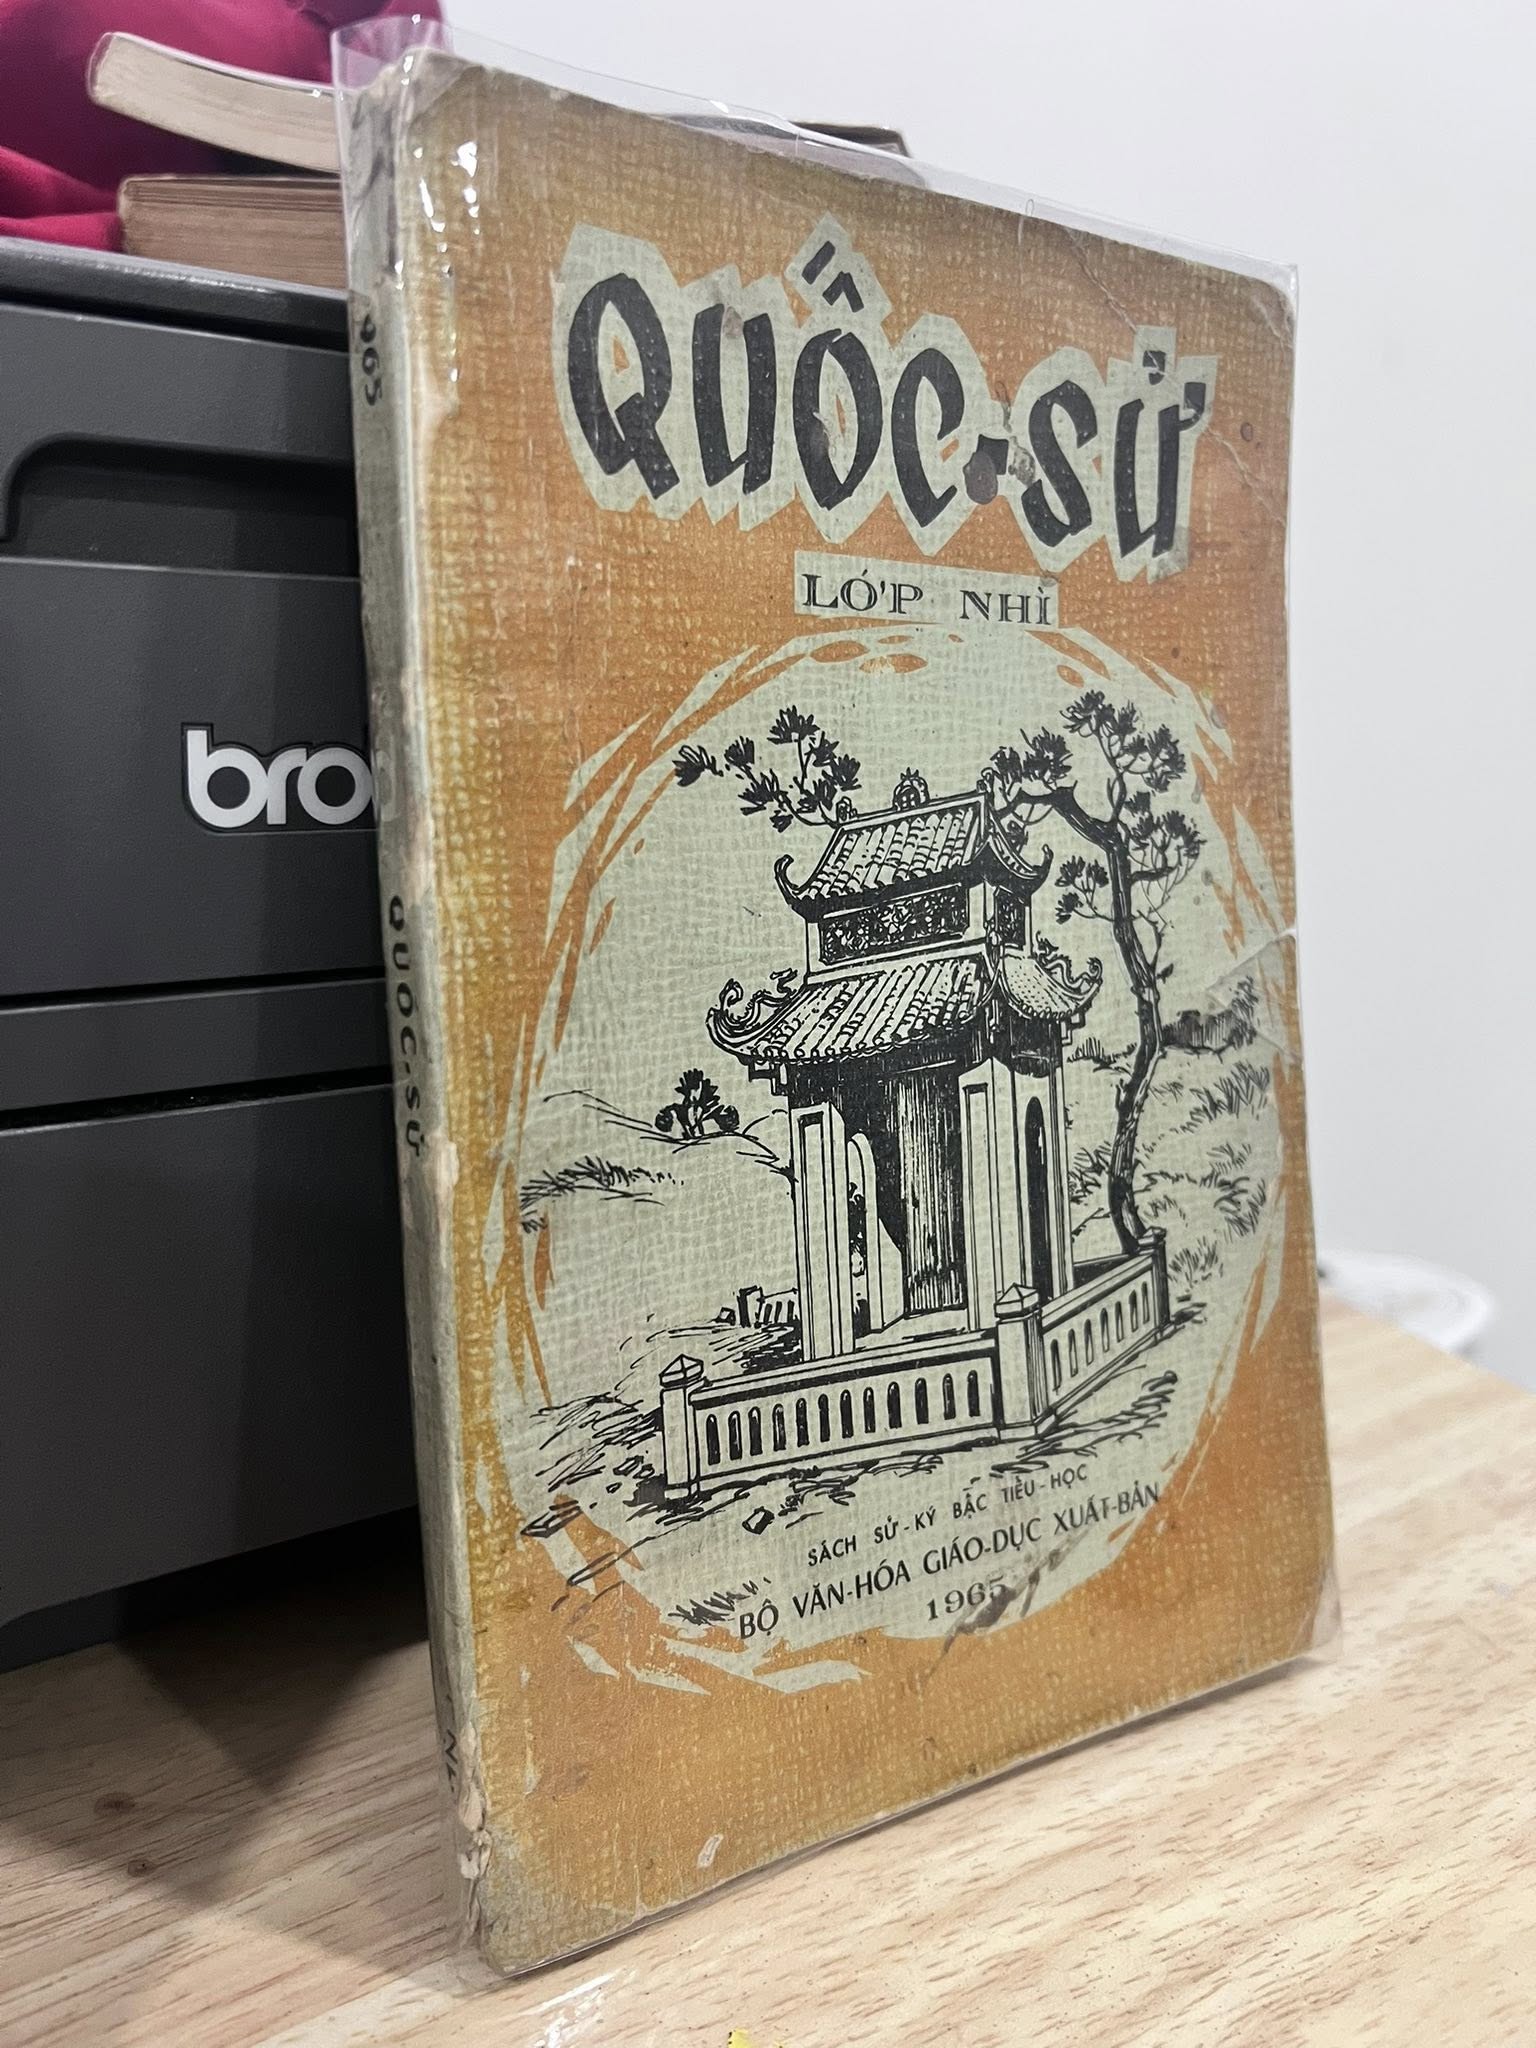 QUỐC-SỬ
LỚP NHÌ
SÁCH SỬ-KÝ BẬC TIỂU-HỌC
BỘ VĂN-HÓA GIÁO-DỤC XUẤT-BẢN
1965
965
QUOC-SỬ
bro